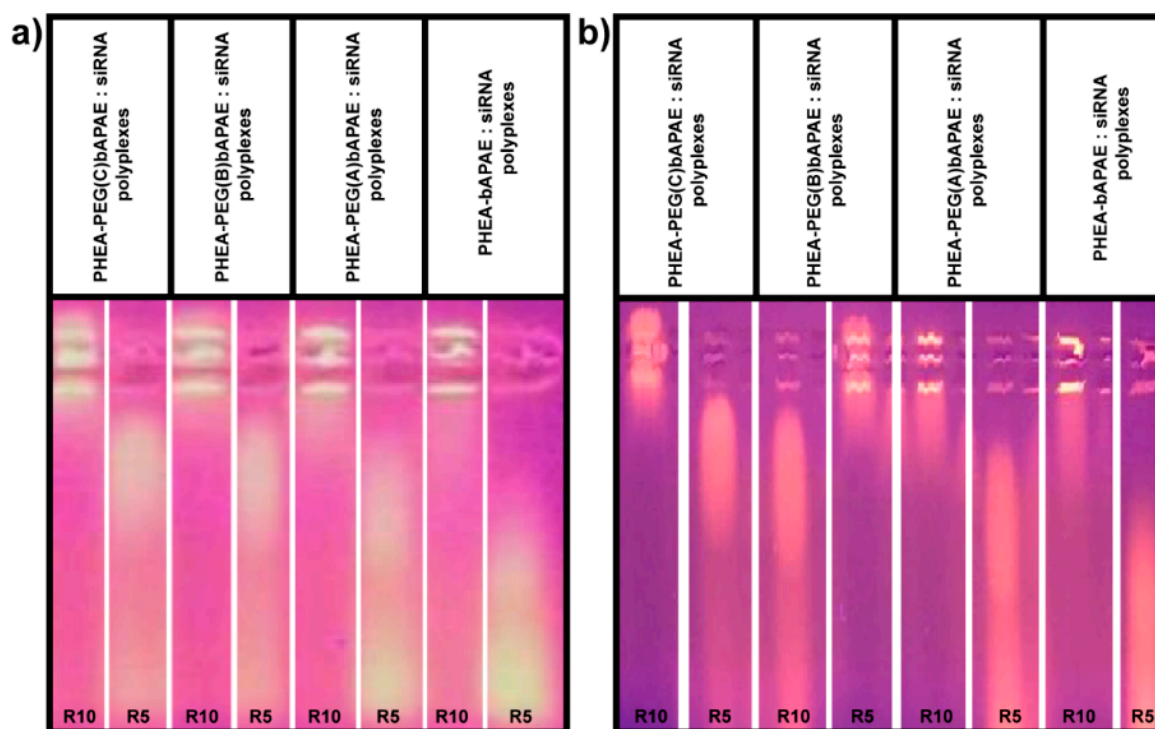 a)
PHEA-PEG(C)bAPAE : siRNA
polyplexes
PHEA-PEG(B)bAPAE : siRNA
polyplexes
PHEA-PEG(A)bAPAE : siRNA
polyplexes
PHEA-bAPAE : siRNA
polyplexes
R10 R5 R10 R5 R10 R5 R10 R5
b)
PHEA-PEG(C)bAPAE : siRNA
polyplexes
PHEA-PEG(B)bAPAE : siRNA
polyplexes
PHEA-PEG(A)bAPAE : siRNA
polyplexes
PHEA-bAPAE : siRNA
polyplexes
R10 R5 R10 R5 R10 R5 R10 R5